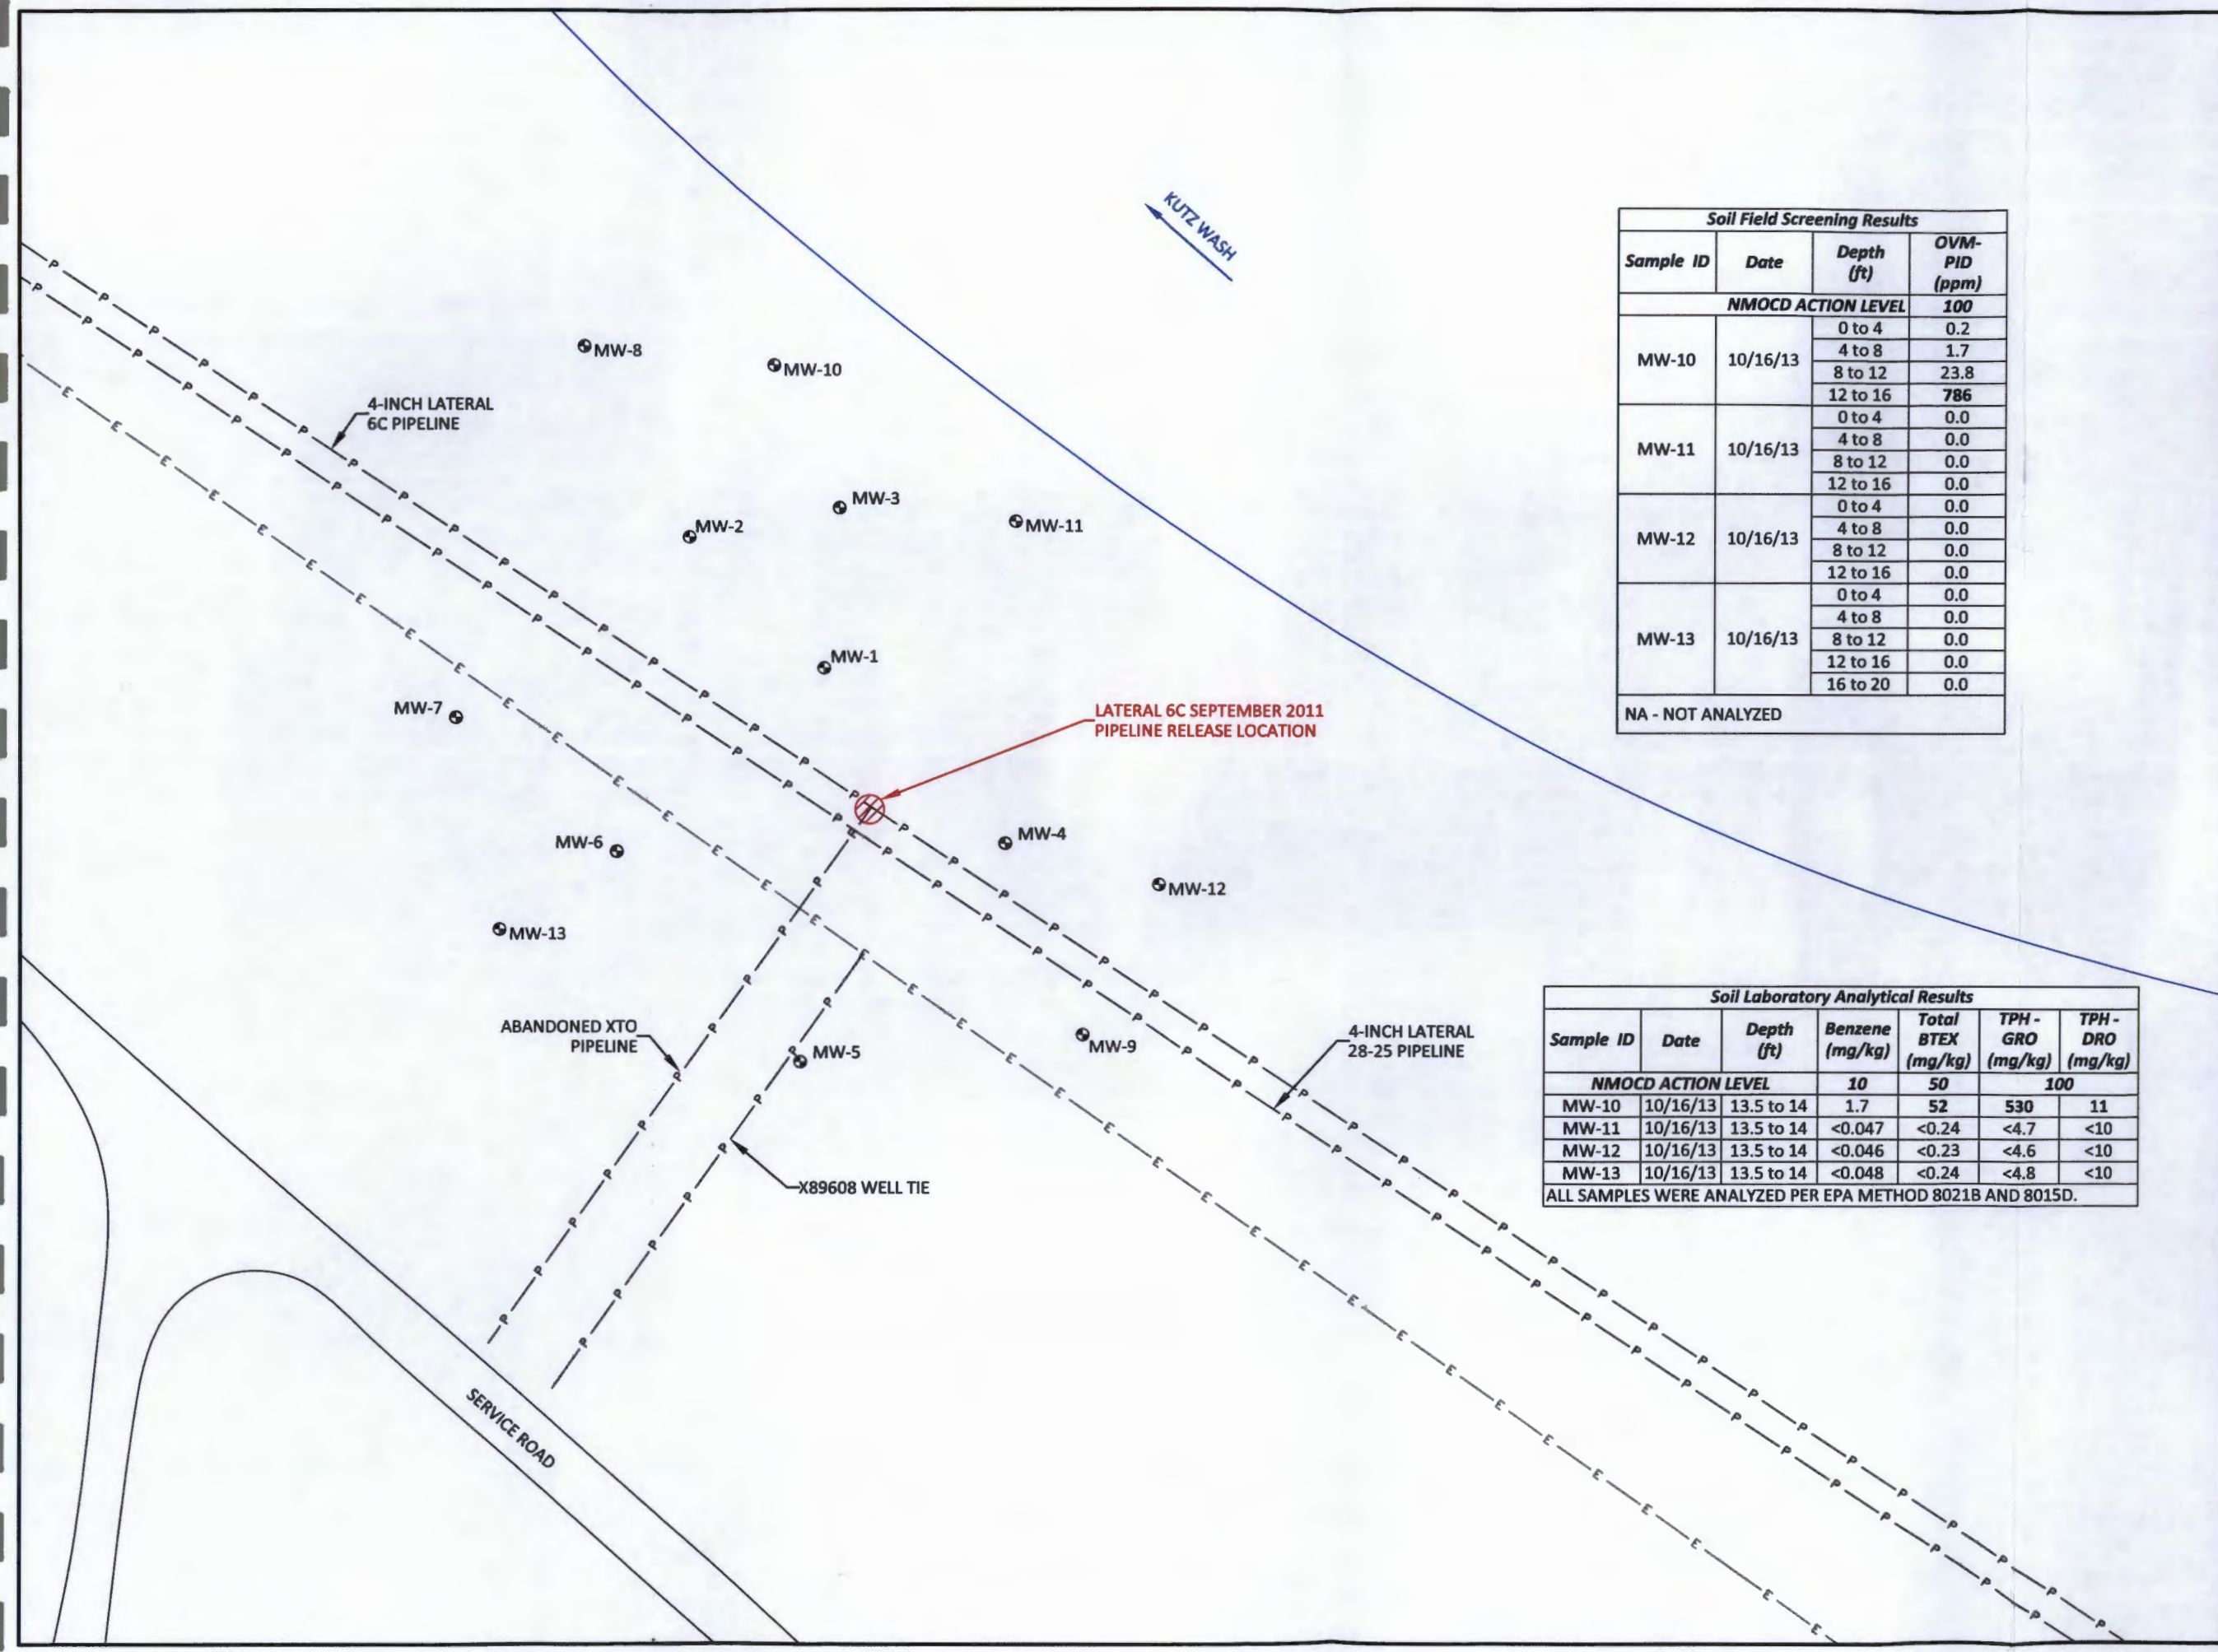 KUTZ WASH
MW-8
MW-10
4-INCH LATERAL
6C PIPELINE
MW-3
MW-2
MW-11
MW-1
MW-7
LATERAL 6C SEPTEMBER 2011
PIPELINE RELEASE LOCATION
MW-6
MW-4
MW-12
MW-13
ABANDONED XTO
PIPELINE
MW-5
MW-9
4-INCH LATERAL
28-25 PIPELINE
X89608 WELL TIE
SERVICE ROAD
Soil Field Screening Results
Sample ID Date Depth (ft) OVM-PID (ppm)
NMOCD ACTION LEVEL 100
MW-10 10/16/13 0 to 4 0.2
4 to 8 1.7
8 to 12 23.8
12 to 16 786
MW-11 10/16/13 0 to 4 0.0
4 to 8 0.0
8 to 12 0.0
12 to 16 0.0
MW-12 10/16/13 0 to 4 0.0
4 to 8 0.0
8 to 12 0.0
12 to 16 0.0
MW-13 10/16/13 0 to 4 0.0
4 to 8 0.0
8 to 12 0.0
12 to 16 0.0
16 to 20 0.0
NA - NOT ANALYZED
Soil Laboratory Analytical Results
Sample ID Date Depth (ft) Benzene (mg/kg) Total BTEX (mg/kg) TPH - GRO (mg/kg) TPH - DRO (mg/kg)
NMOCD ACTION LEVEL 10 50 100
MW-10 10/16/13 13.5 to 14 1.7 52 530 11
MW-11 10/16/13 13.5 to 14 <0.047 <0.24 <4.7 <10
MW-12 10/16/13 13.5 to 14 <0.046 <0.23 <4.6 <10
MW-13 10/16/13 13.5 to 14 <0.048 <0.24 <4.8 <10
ALL SAMPLES WERE ANALYZED PER EPA METHOD 8021B AND 8015D.